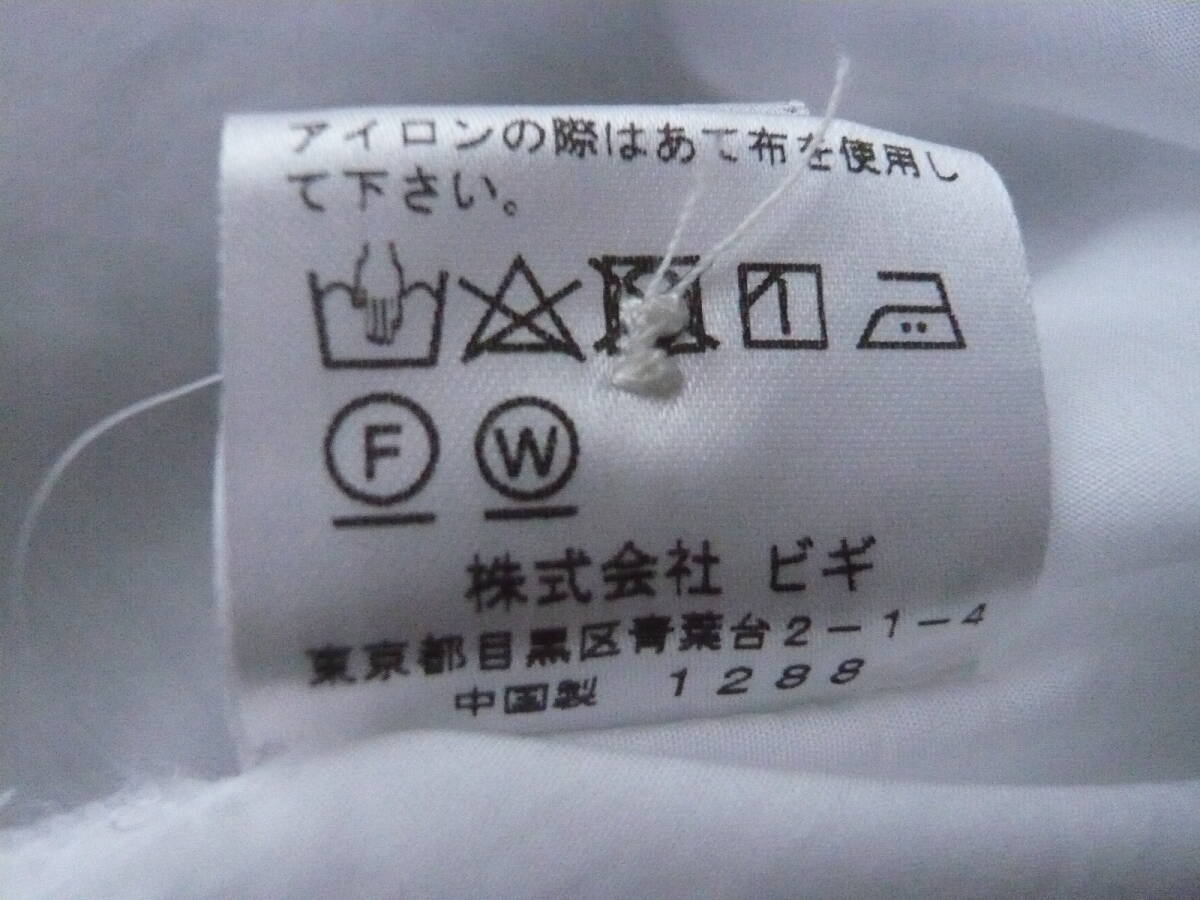 アイロンの際はあて布を使用し
て下さい。
F W
株式会社 ビギ
東京都目黒区青葉台2-1-4
中国製 1288